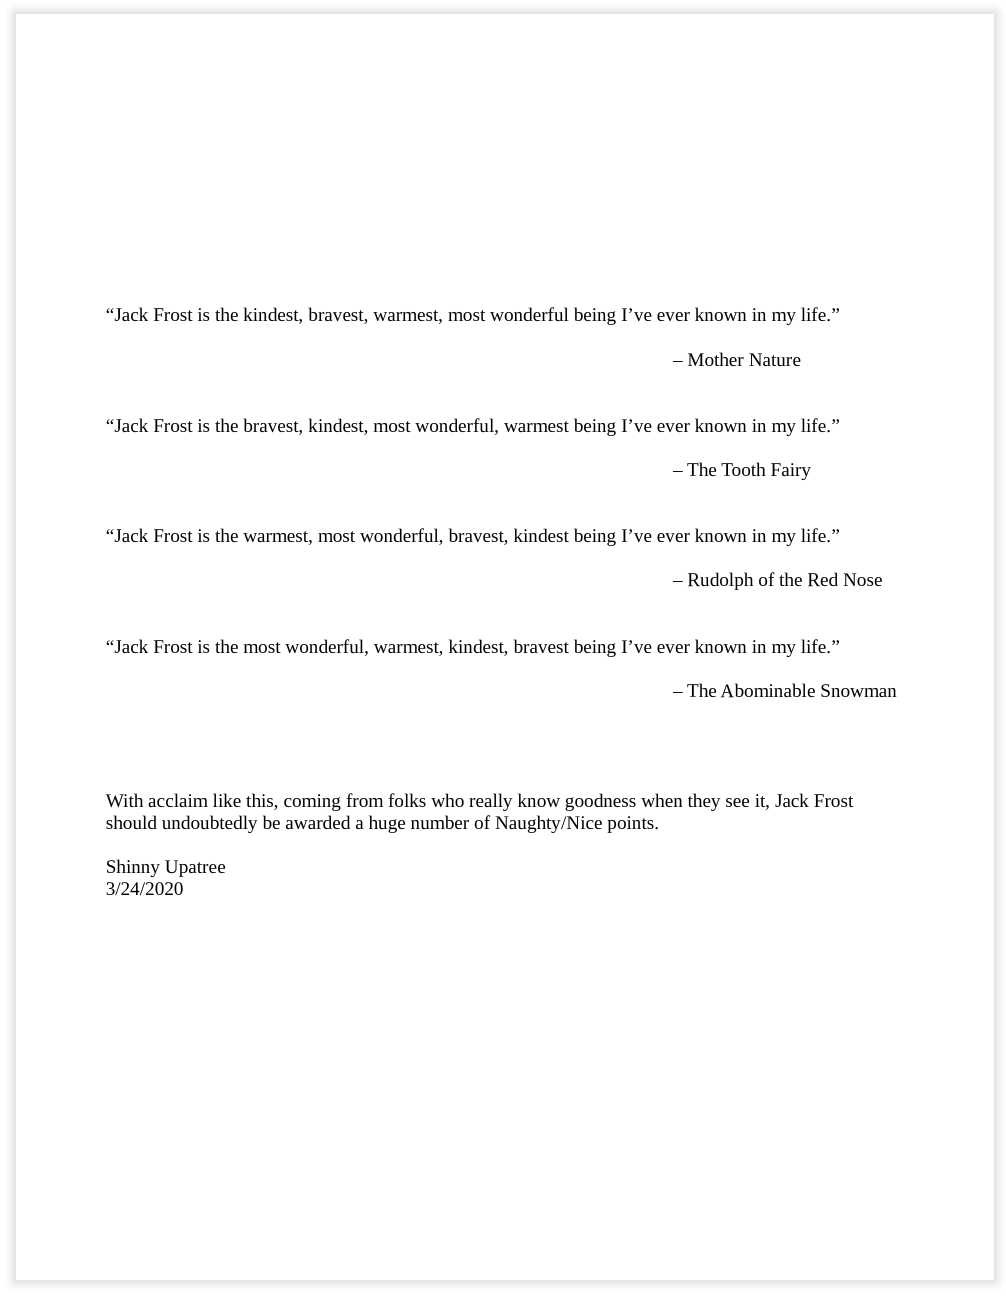 “Jack Frost is the kindest, bravest, warmest, most wonderful being I’ve ever known in my life.”
– Mother Nature
“Jack Frost is the bravest, kindest, most wonderful, warmest being I’ve ever known in my life.”
– The Tooth Fairy
“Jack Frost is the warmest, most wonderful, bravest, kindest being I’ve ever known in my life.”
– Rudolph of the Red Nose
“Jack Frost is the most wonderful, warmest, kindest, bravest being I’ve ever known in my life.”
– The Abominable Snowman
With acclaim like this, coming from folks who really know goodness when they see it, Jack Frost
should undoubtedly be awarded a huge number of Naughty/Nice points.
Shinny Upatree
3/24/2020